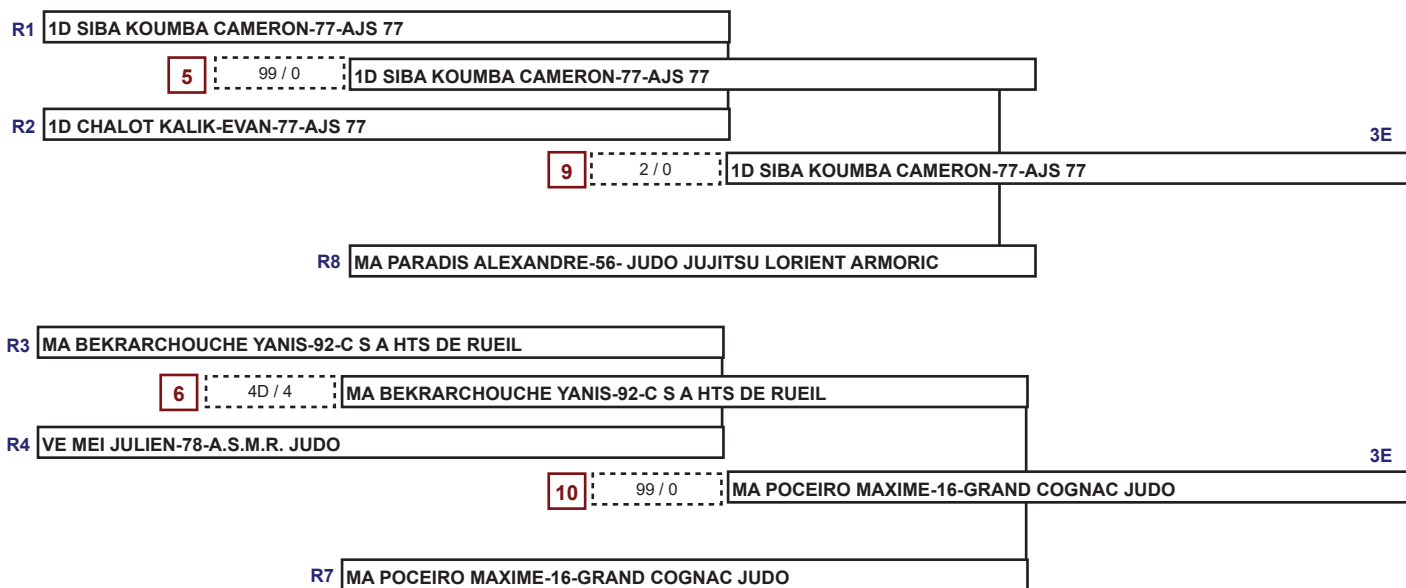 R1 1D SIBA KOUMBA CAMERON-77-AJS 77
5 99 / 0 1D SIBA KOUMBA CAMERON-77-AJS 77
R2 1D CHALOT KALIK-EVAN-77-AJS 77
3E
9 2 / 0 1D SIBA KOUMBA CAMERON-77-AJS 77
R8 MA PARADIS ALEXANDRE-56- JUDO JUJITSU LORIENT ARMORIC
R3 MA BEKRARCHOUCHE YANIS-92-C S A HTS DE RUEIL
6 4D / 4 MA BEKRARCHOUCHE YANIS-92-C S A HTS DE RUEIL
R4 VE MEI JULIEN-78-A.S.M.R. JUDO
3E
10 99 / 0 MA POCEIRO MAXIME-16-GRAND COGNAC JUDO
R7 MA POCEIRO MAXIME-16-GRAND COGNAC JUDO